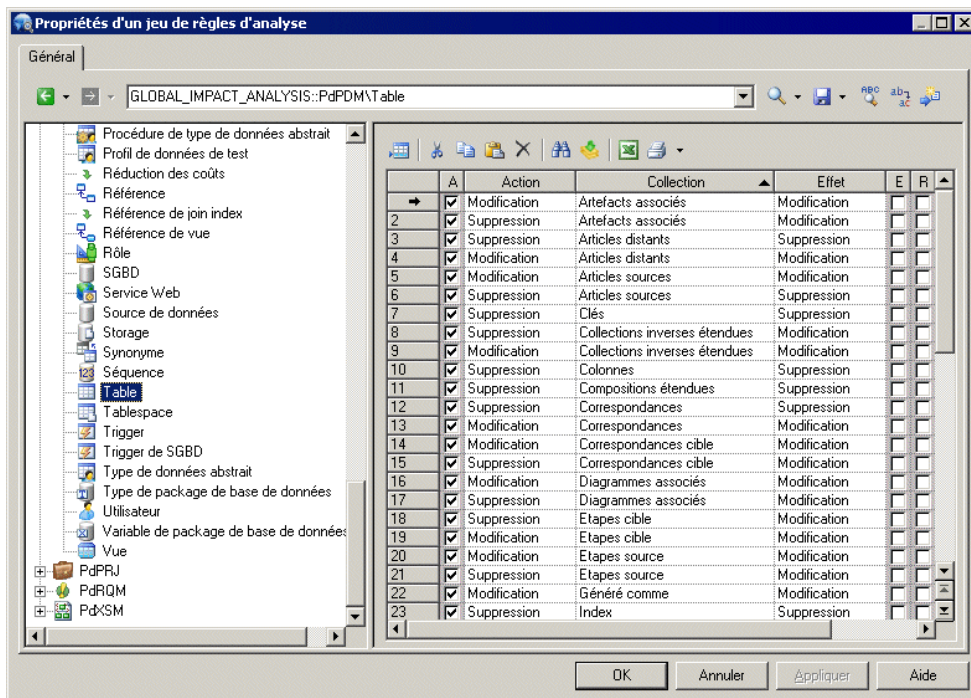 Propriétés d'un jeu de règles d'analyse
Général
GLOBAL_IMPACT_ANALYSIS::PdPDM\Table
Procédure de type de données abstrait
Profil de données de test
Réduction des coûts
Référence
Référence de join index
Référence de vue
Rôle
SGBD
Service Web
Source de données
Storage
Synonyme
Séquence
Table
Tablespace
Trigger
Trigger de SGBD
Type de données abstrait
Type de package de base de données
Utilisateur
Variable de package de base de données
Vue
PdPRJ
PdRQM
PdXSM
A Action Collection Effet E R
Modification Artefacts associés Modification
2 Suppression Artefacts associés Modification
3 Suppression Articles distants Suppression
4 Modification Articles distants Modification
5 Modification Articles sources Modification
6 Suppression Articles sources Suppression
7 Suppression Clés Suppression
8 Suppression Collections inverses étendues Modification
9 Modification Collections inverses étendues Modification
10 Suppression Colonnes Suppression
11 Suppression Compositions étendues Suppression
12 Suppression Correspondances Suppression
13 Modification Correspondances Modification
14 Modification Correspondances cible Modification
15 Suppression Correspondances cible Modification
16 Modification Diagrammes associés Modification
17 Suppression Diagrammes associés Modification
18 Suppression Etapes cible Modification
19 Modification Etapes cible Modification
20 Modification Etapes source Modification
21 Suppression Etapes source Modification
22 Modification Généré comme Modification
23 Suppression Index Suppression
OK Annuler Appliquer Aide